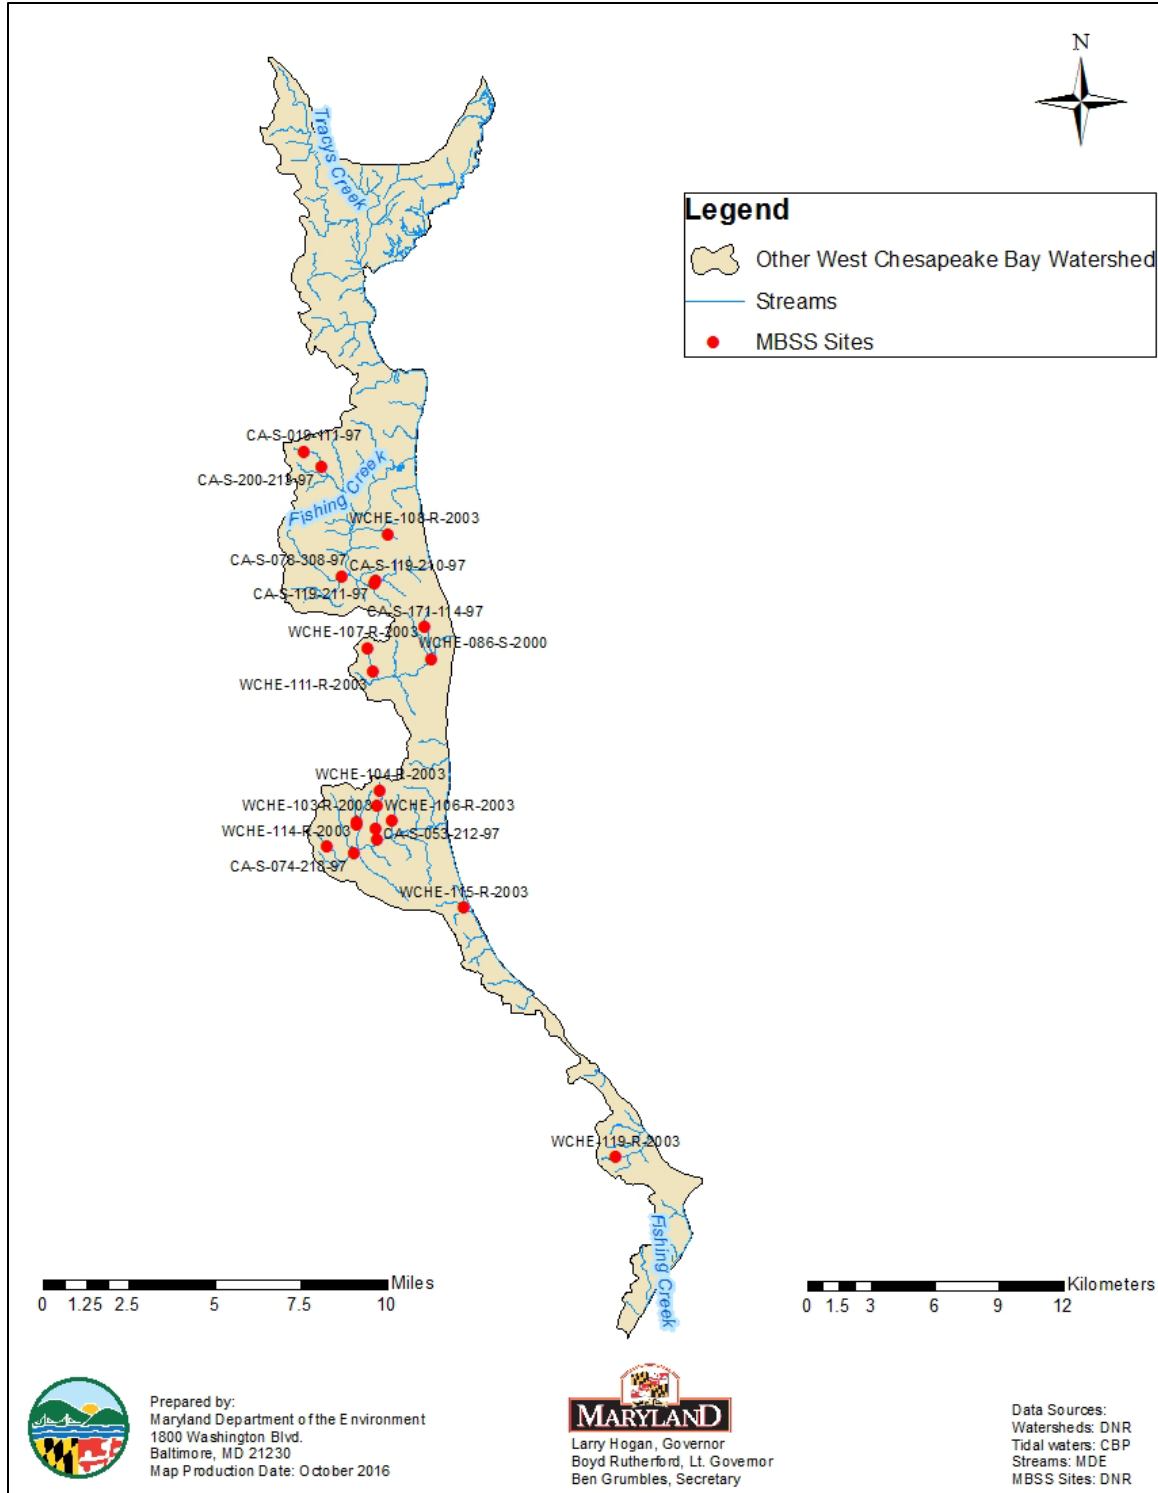 N
Tracys Creek
Legend
Other West Chesapeake Bay Watershed
Streams
MBSS Sites
CA-S-019-111-97
CA-S-200-213-97
Fishing Creek
WCHE-108-R-2003
CA-S-078-308-97
CA-S-119-210-97
CA-S-119-211-97
CA-S-171-114-97
WCHE-107-R-2003
WCHE-086-S-2000
WCHE-111-R-2003
WCHE-104-R-2003
WCHE-103-R-2003
WCHE-106-R-2003
WCHE-114-R-2003
CA-S-053-212-97
CA-S-074-218-97
WCHE-115-R-2003
WCHE-119-R-2003
Fishing Creek
Miles
0 1.25 2.5 5 7.5 10
Kilometers
0 1.5 3 6 9 12
Prepared by:
Maryland Department of the Environment
1800 Washington Blvd.
Baltimore, MD 21230
Map Production Date: October 2016
MARYLAND
Larry Hogan, Governor
Boyd Rutherford, Lt. Governor
Ben Grumbles, Secretary
Data Sources:
Watersheds: DNR
Tidal waters: CBP
Streams: MDE
MBSS Sites: DNR